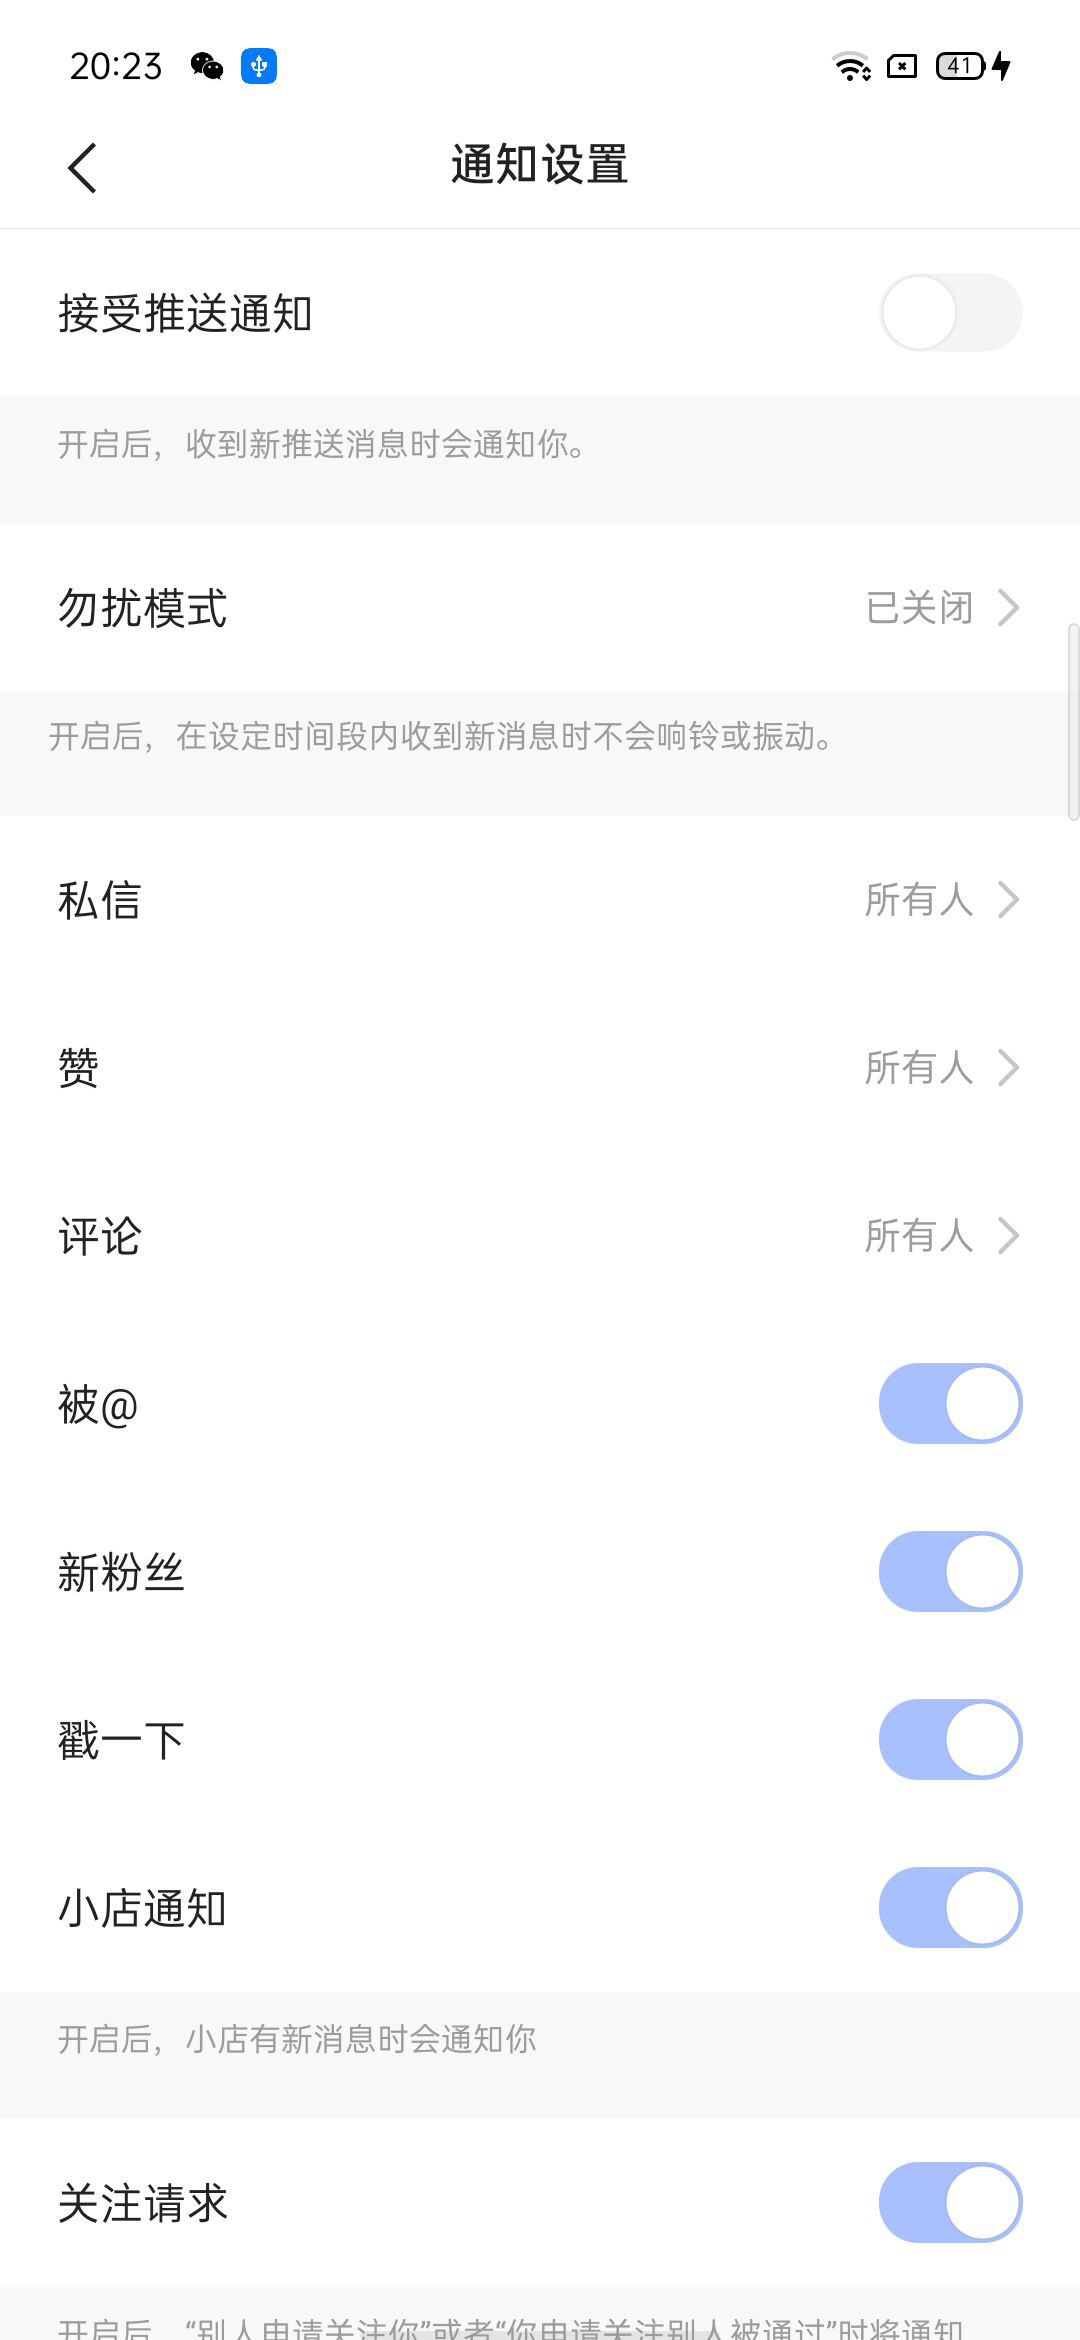 20:23
41
通知设置
接受推送通知
开启后，收到新推送消息时会通知你。
勿扰模式 已关闭
开启后，在设定时间段内收到新消息时不会响铃或振动。
私信 所有人
赞 所有人
评论 所有人
被@
新粉丝
戳一下
小店通知
开启后，小店有新消息时会通知你
关注请求
开启后，“别人申请关注你”或者“你申请关注别人被通过”时将通知